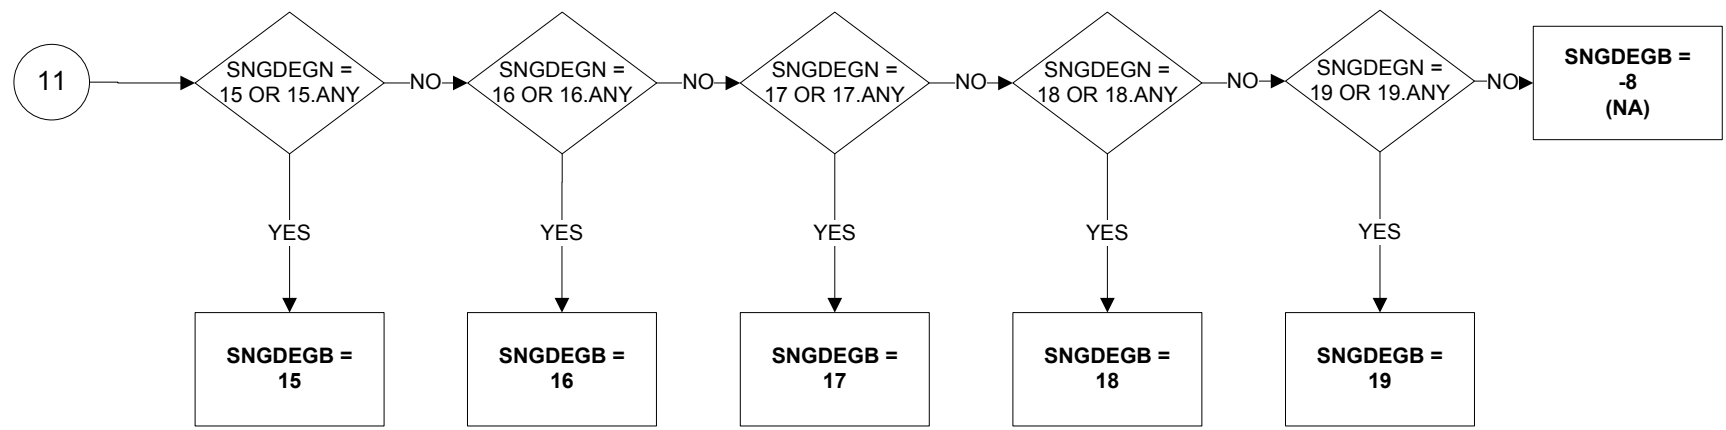 11
SNGDEGN =
15 OR 15.ANY
NO
SNGDEGN =
16 OR 16.ANY
NO
SNGDEGN =
17 OR 17.ANY
NO
SNGDEGN =
18 OR 18.ANY
NO
SNGDEGN =
19 OR 19.ANY
NO
SNGDEGB =
-8
(NA)
YES
YES
YES
YES
YES
SNGDEGB =
15
SNGDEGB =
16
SNGDEGB =
17
SNGDEGB =
18
SNGDEGB =
19